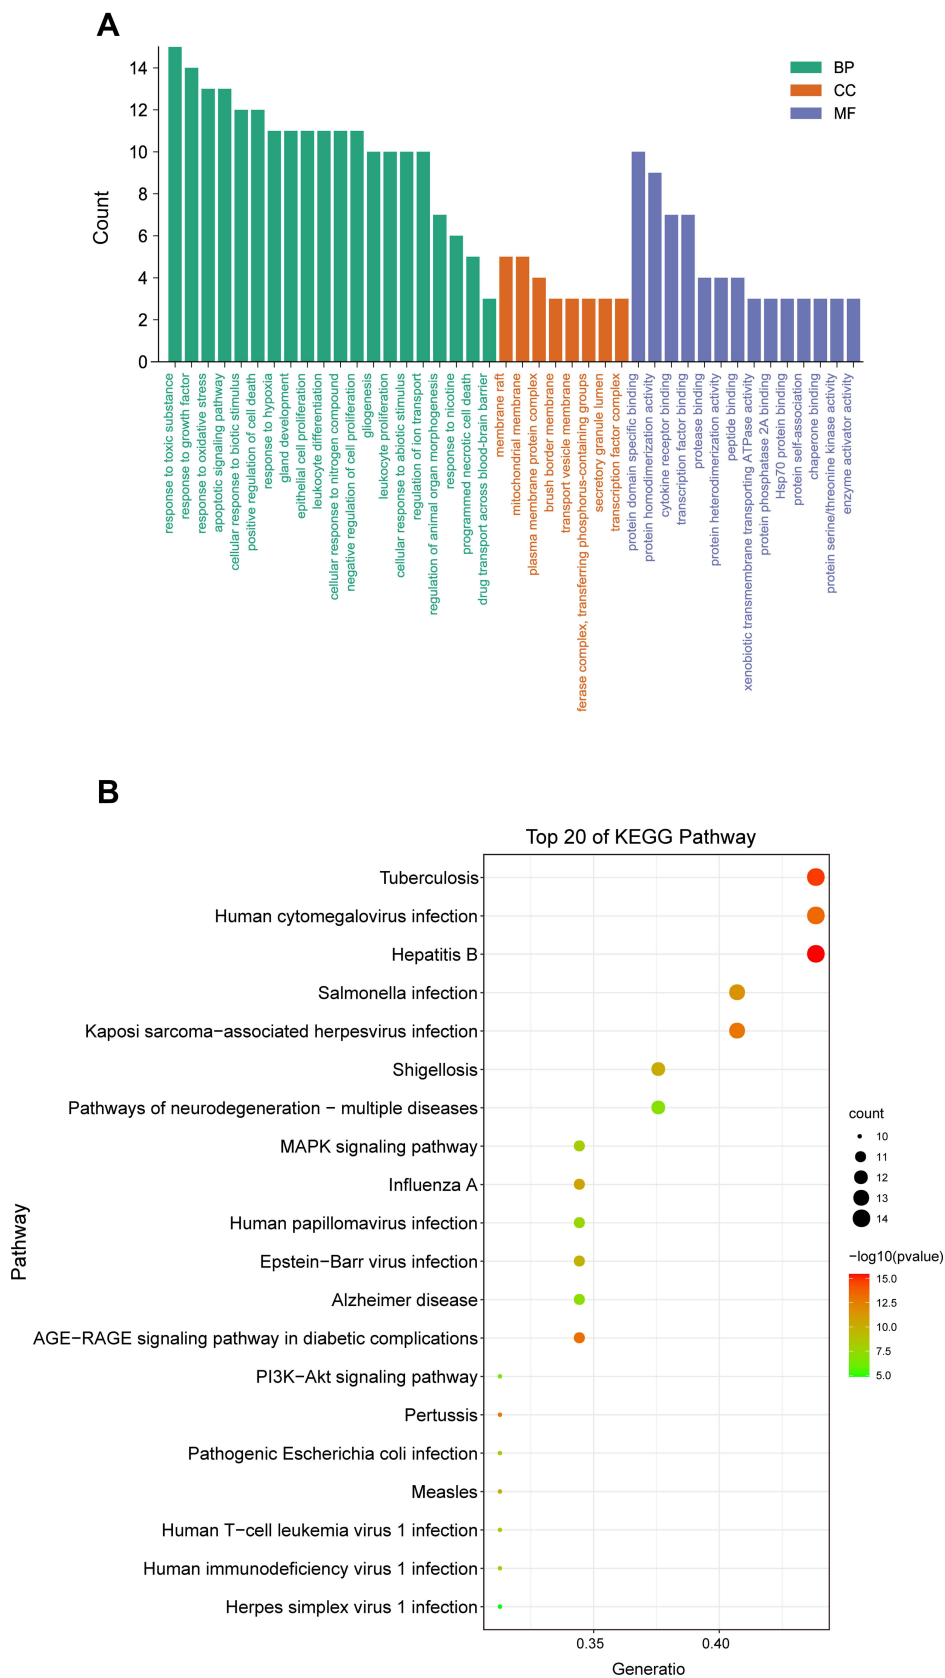 A
14
12
10
8
6
4
2
0
Count
BP
CC
MF
response to toxic substance
response to growth factor
response to oxidative stress
apoptotic signaling pathway
cellular response to biotic stimulus
positive regulation of cell death
response to hypoxia
gland development
epithelial cell proliferation
leukocyte differentiation
cellular response to nitrogen compound
negative regulation of cell proliferation
gliogenesis
leukocyte proliferation
cellular response to abiotic stimulus
regulation of ion transport
regulation of animal organ morphogenesis
response to nicotine
programmed necrotic cell death
drug transport across blood-brain barrier
membrane raft
mitochondrial membrane
plasma membrane protein complex
brush border membrane
transport vesicle membrane
ferase complex, transferring phosphorus-containing groups
secretory granule lumen
transcription factor complex
protein domain specific binding
protein homodimerization activity
cytokine receptor binding
transcription factor binding
protease binding
protein heterodimerization activity
peptide binding
xenobiotic transmembrane transporting ATPase activity
protein phosphatase 2A binding
Hsp70 protein binding
protein self-association
chaperone binding
protein serine/threonine kinase activity
enzyme activator activity
B
Top 20 of KEGG Pathway
Pathway
Tuberculosis
Human cytomegalovirus infection
Hepatitis B
Salmonella infection
Kaposi sarcoma−associated herpesvirus infection
Shigellosis
Pathways of neurodegeneration − multiple diseases
MAPK signaling pathway
Influenza A
Human papillomavirus infection
Epstein−Barr virus infection
Alzheimer disease
AGE−RAGE signaling pathway in diabetic complications
PI3K−Akt signaling pathway
Pertussis
Pathogenic Escherichia coli infection
Measles
Human T−cell leukemia virus 1 infection
Human immunodeficiency virus 1 infection
Herpes simplex virus 1 infection
0.35
0.40
Generatio
count
10
11
12
13
14
−log10(pvalue)
15.0
12.5
10.0
7.5
5.0